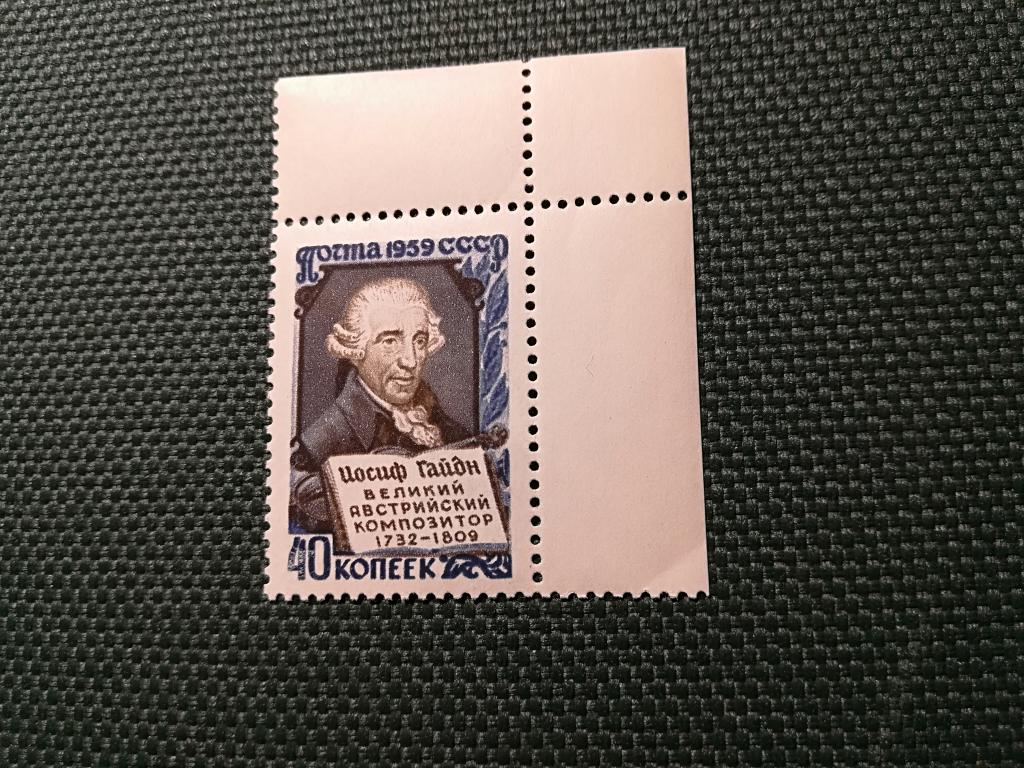 Почта 1959 СССР
Иосиф Гайдн
ВЕЛИКИЙ
АВСТРИЙСКИЙ
КОМПОЗИТОР
1732-1809
40 КОПЕЕК